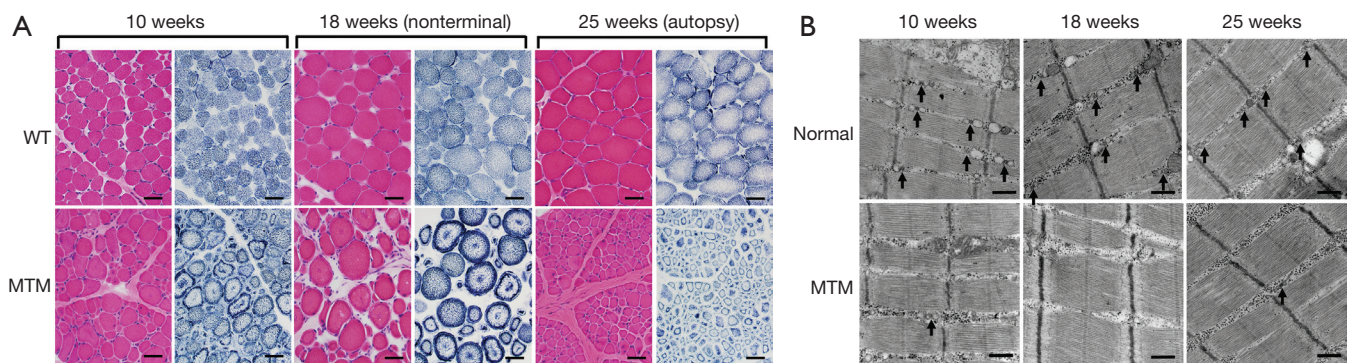 A
10 weeks
18 weeks (nonterminal)
25 weeks (autopsy)
WT
MTM
B
10 weeks
18 weeks
25 weeks
Normal
MTM